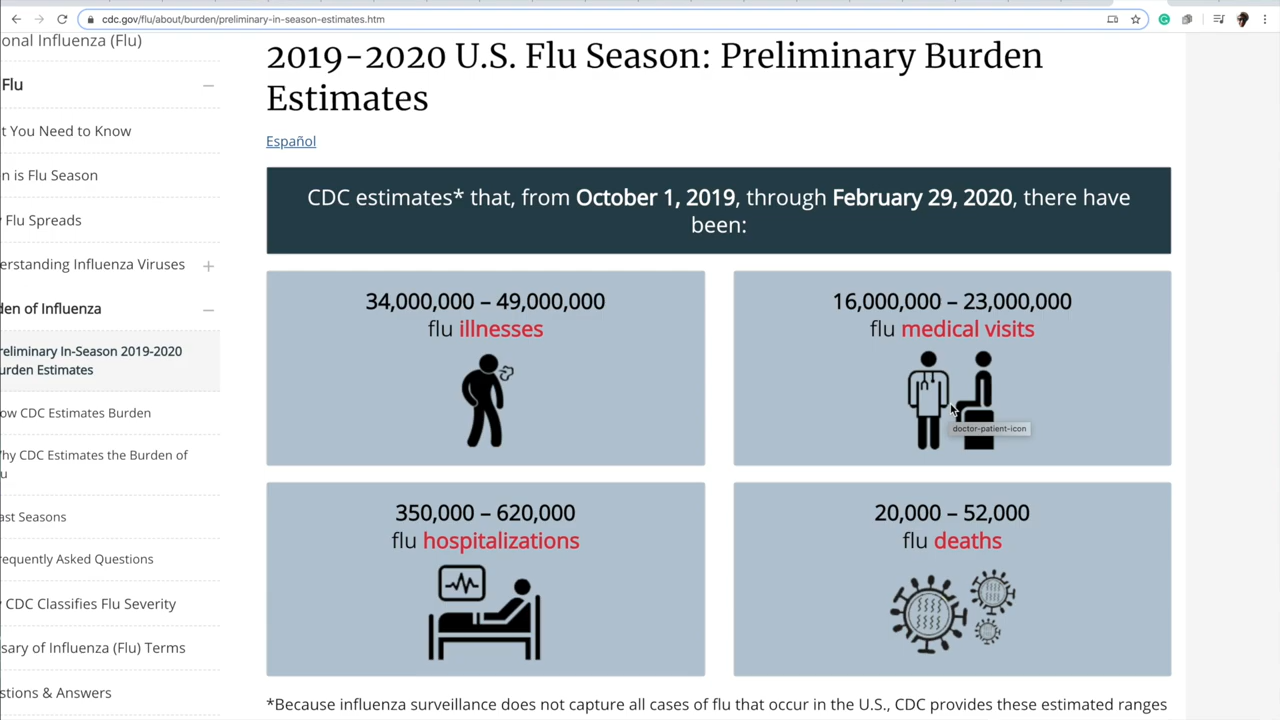 cdc.gov/flu/about/burden/preliminary-in-season-estimates.htm
onal Influenza (Flu)
Flu
t You Need to Know
n is Flu Season
Flu Spreads
erstanding Influenza Viruses
den of Influenza
reliminary In-Season 2019-2020
urden Estimates
ow CDC Estimates Burden
hy CDC Estimates the Burden of
u
ast Seasons
requently Asked Questions
CDC Classifies Flu Severity
sary of Influenza (Flu) Terms
stions & Answers
2019-2020 U.S. Flu Season: Preliminary Burden
Estimates
Español
CDC estimates* that, from October 1, 2019, through February 29, 2020, there have
been:
34,000,000 – 49,000,000
flu illnesses
16,000,000 – 23,000,000
flu medical visits
doctor-patient-icon
350,000 – 620,000
flu hospitalizations
20,000 – 52,000
flu deaths
*Because influenza surveillance does not capture all cases of flu that occur in the U.S., CDC provides these estimated ranges